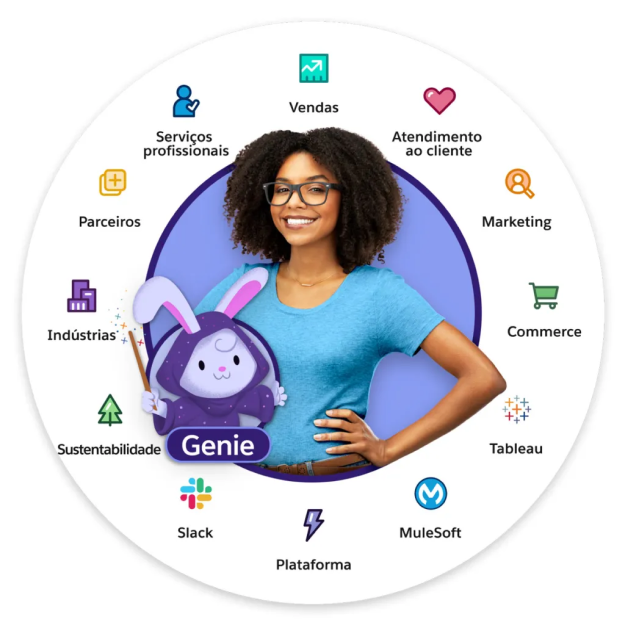 Vendas
Serviços
profissionais
Atendimento
ao cliente
Parceiros
Marketing
Indústrias
Commerce
Sustentabilidade
Genie
Tableau
Slack
MuleSoft
Plataforma